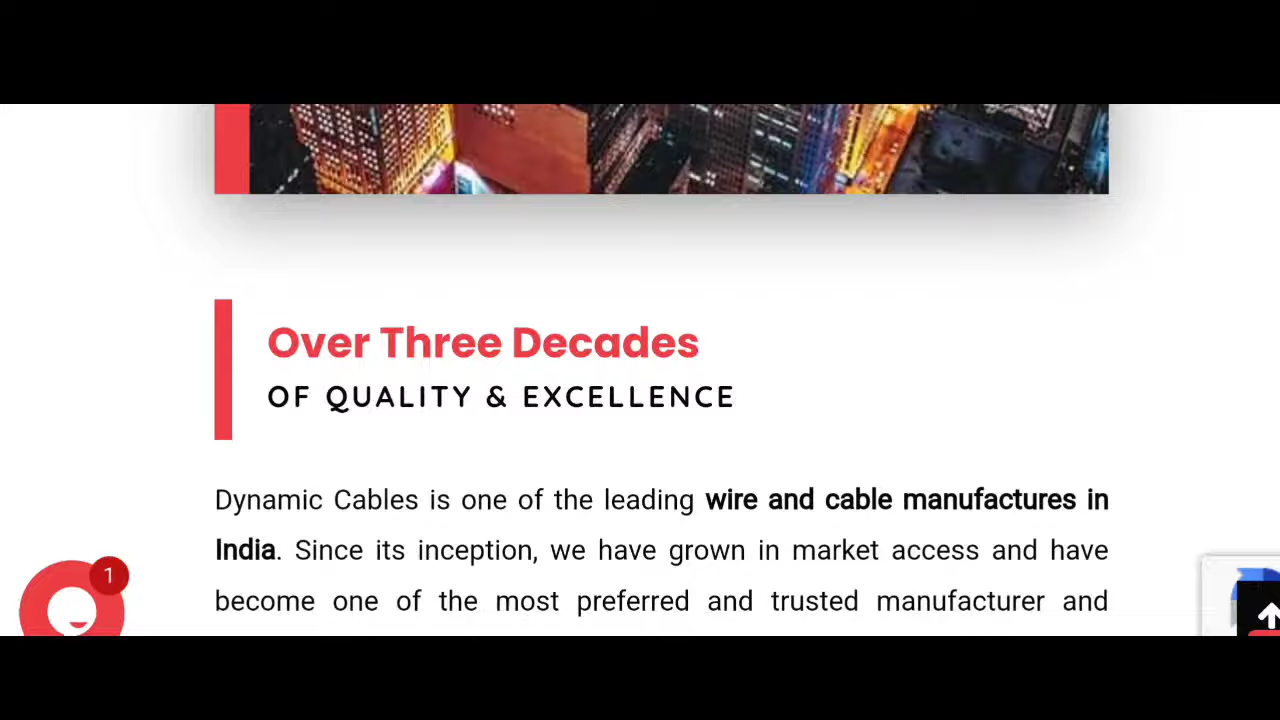 Over Three Decades
OF QUALITY & EXCELLENCE
Dynamic Cables is one of the leading wire and cable manufactures in
India. Since its inception, we have grown in market access and have
become one of the most preferred and trusted manufacturer and
1